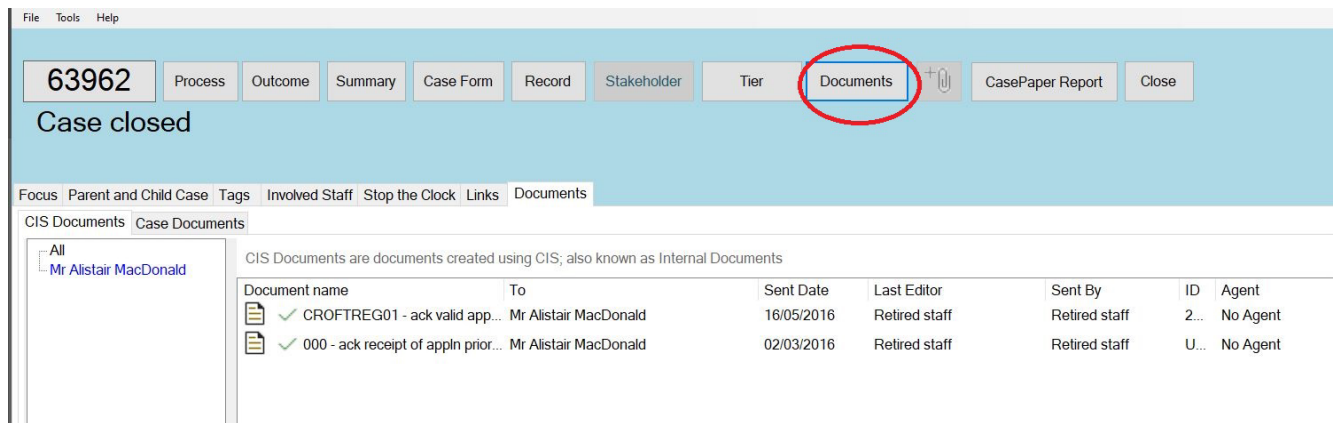 File Tools Help
63962 Process Outcome Summary Case Form Record Stakeholder Tier Documents CasePaper Report Close
Case closed
Focus Parent and Child Case Tags Involved Staff Stop the Clock Links Documents
CIS Documents Case Documents
All
Mr Alistair MacDonald
CIS Documents are documents created using CIS; also known as Internal Documents
Document name To Sent Date Last Editor Sent By ID Agent
CROFTREG01 - ack valid app... Mr Alistair MacDonald 16/05/2016 Retired staff Retired staff 2... No Agent
000 - ack receipt of appln prior... Mr Alistair MacDonald 02/03/2016 Retired staff Retired staff U... No Agent